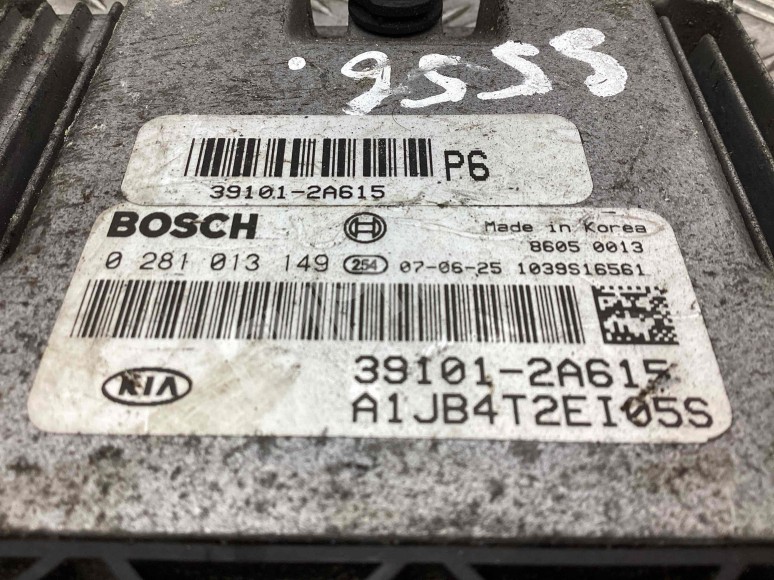 9558.
39101-2A615 P6
BOSCH Made in Korea
8605 0013
0 281 013 149 254 07-06-25 1039S16561
KIA 39101-2A615
A1JB4T2EI05S